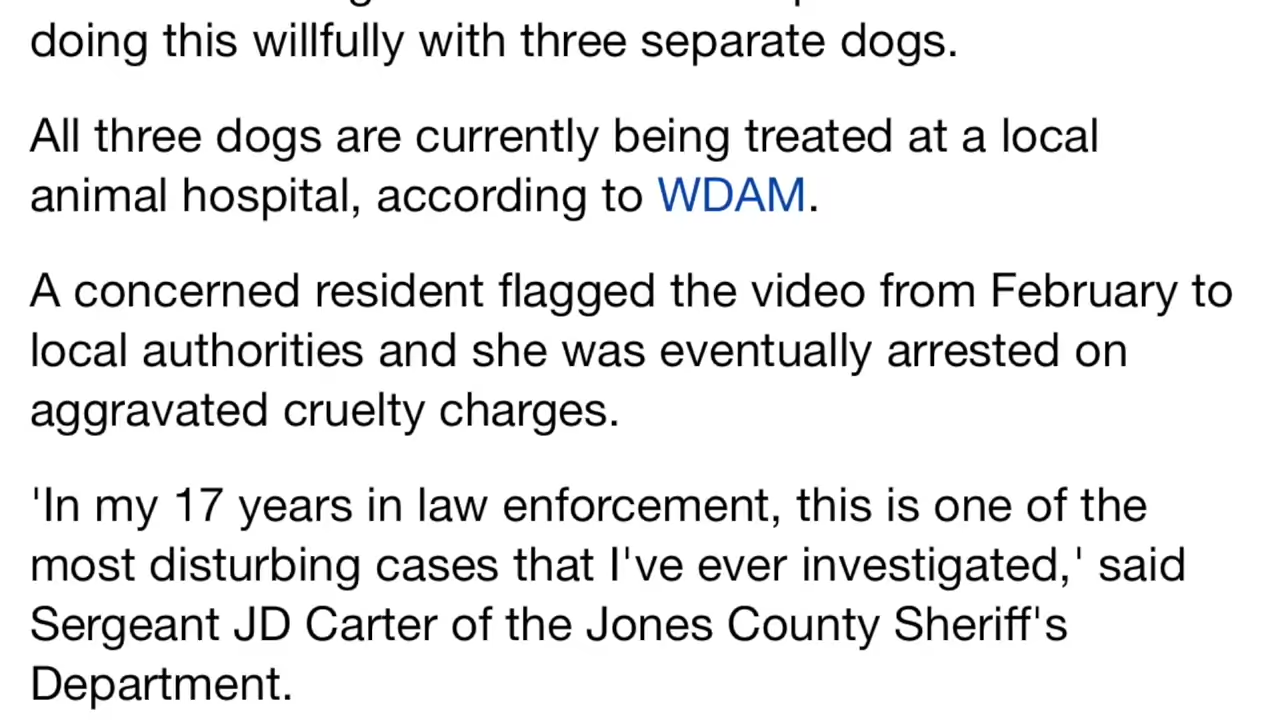 doing this willfully with three separate dogs.
All three dogs are currently being treated at a local
animal hospital, according to WDAM.
A concerned resident flagged the video from February to
local authorities and she was eventually arrested on
aggravated cruelty charges.
'In my 17 years in law enforcement, this is one of the
most disturbing cases that I've ever investigated,' said
Sergeant JD Carter of the Jones County Sheriff's
Department.